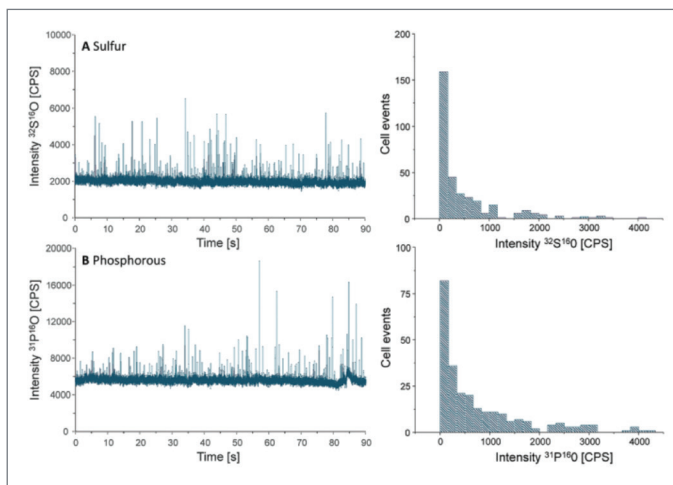 A Sulfur
10000
8000
6000
4000
2000
0
Intensity ³²S¹⁶O [CPS]
0 10 20 30 40 50 60 70 80 90
Time [s]
200
150
100
50
0
Cell events
0 1000 2000 3000 4000
Intensity ³²S¹⁶0 [CPS]
B Phosphorous
20000
16000
12000
8000
4000
0
Intensity ³¹P¹⁶O [CPS]
0 10 20 30 40 50 60 70 80 90
Time [s]
100
75
50
25
0
Cell events
0 1000 2000 3000 4000
Intensity ³¹P¹⁶0 [CPS]